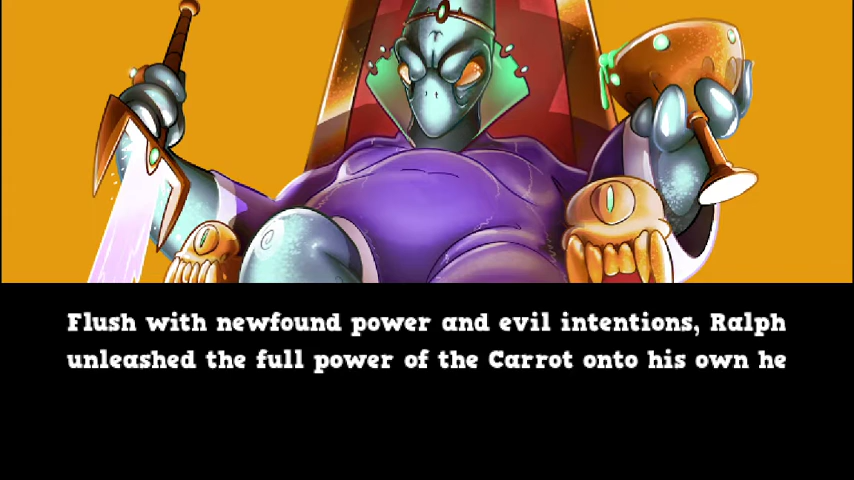 Flush with newfound power and evil intentions, Ralph
unleashed the full power of the Carrot onto his own he